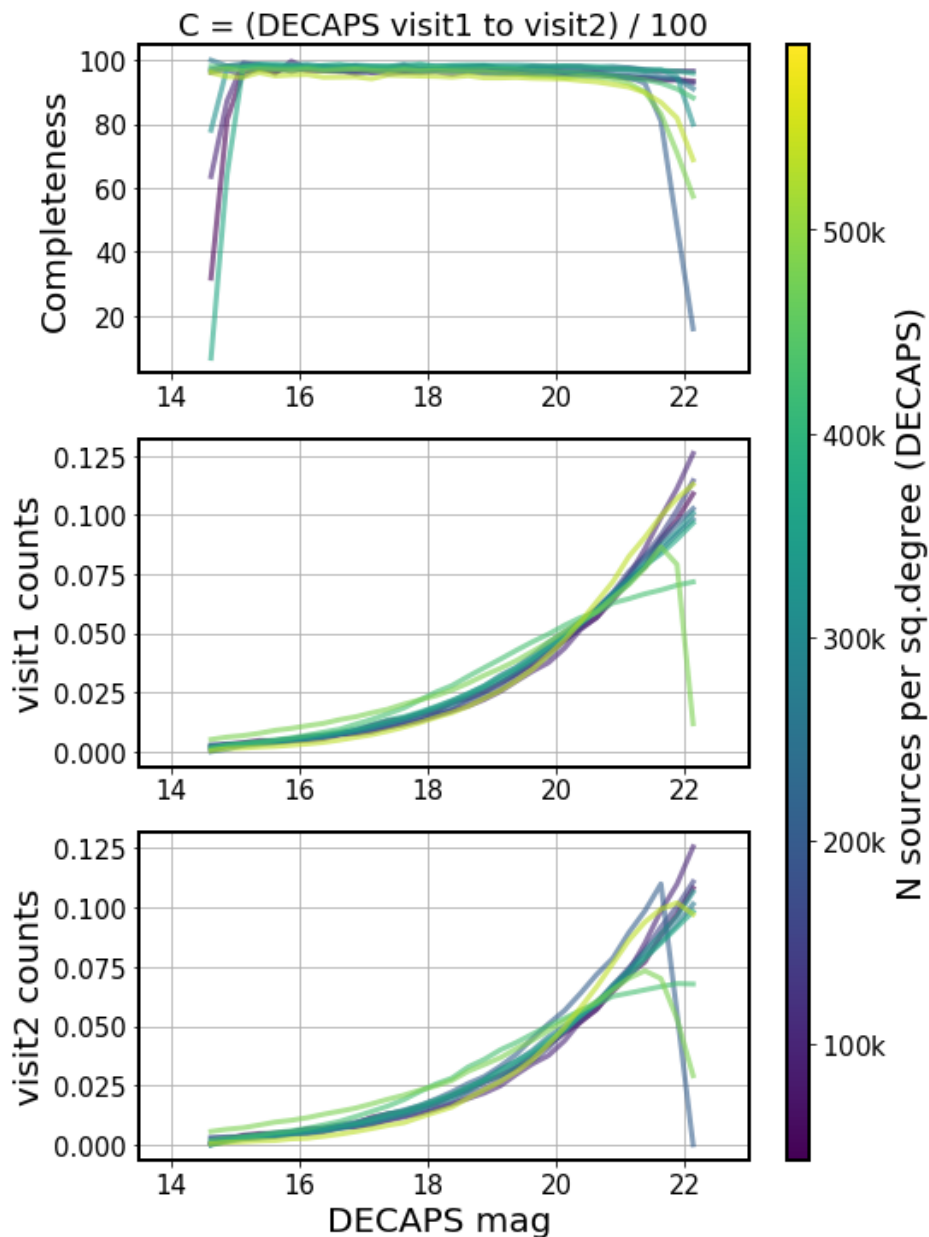 C = (DECAPS visit1 to visit2) / 100
Completeness
100
80
60
40
20
14 16 18 20 22
visit1 counts
0.125
0.100
0.075
0.050
0.025
0.000
14 16 18 20 22
visit2 counts
0.125
0.100
0.075
0.050
0.025
0.000
14 16 18 20 22
DECAPS mag
500k
400k
300k
200k
100k
N sources per sq.degree (DECAPS)